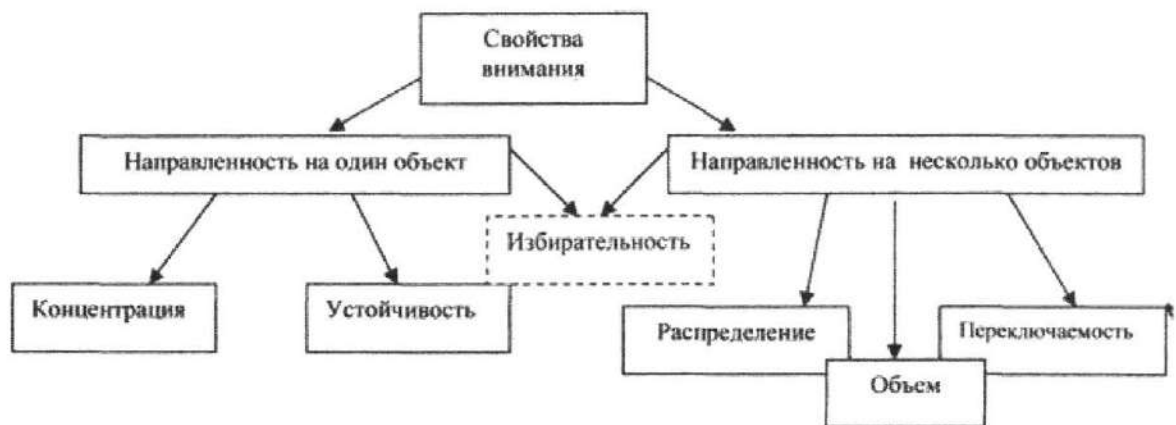 Свойства
внимания
Направленность на один объект
Направленность на несколько объектов
Избирательность
Концентрация
Устойчивость
Распределение
Переключаемость
Объем